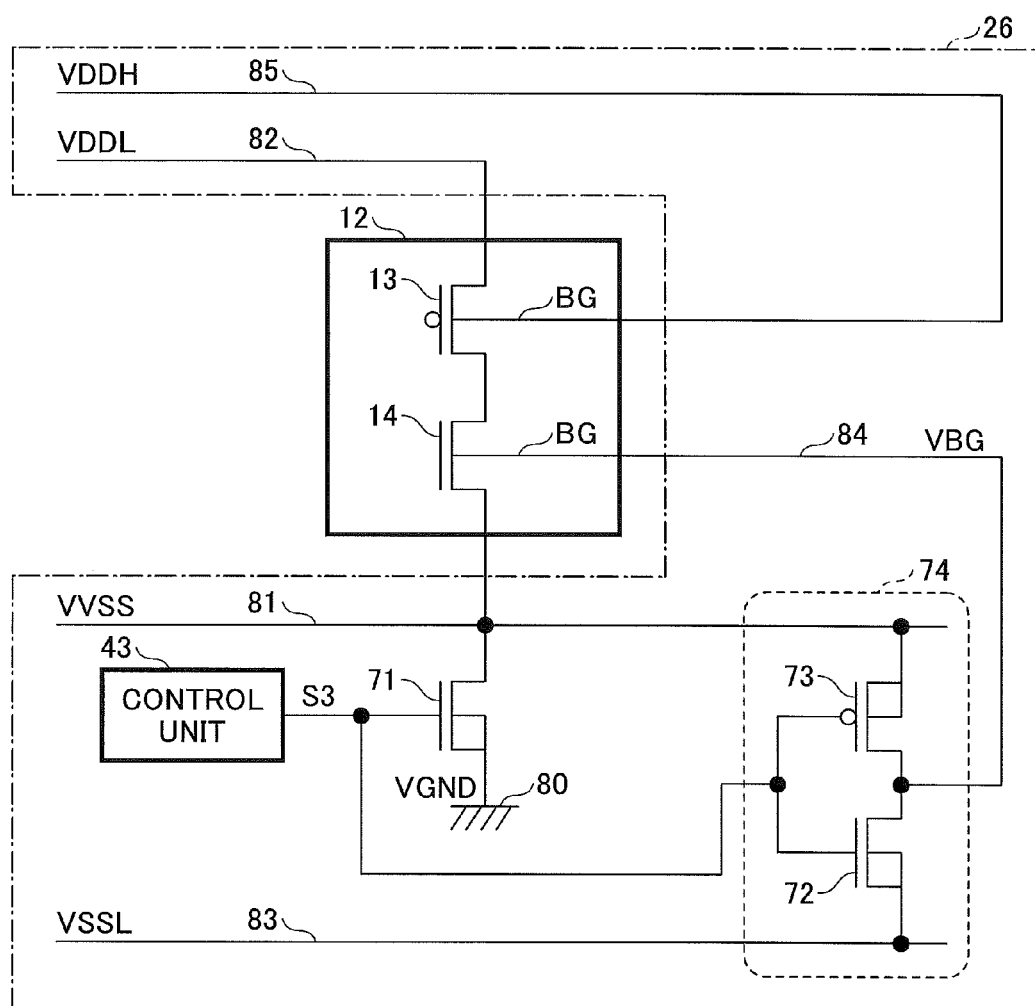 26
VDDH 85
VDDL 82
12
13 BG
14 BG 84 VBG
74
VVSS 81
43 71 73
CONTROL
UNIT
S3
VGND 80
72
VSSL 83